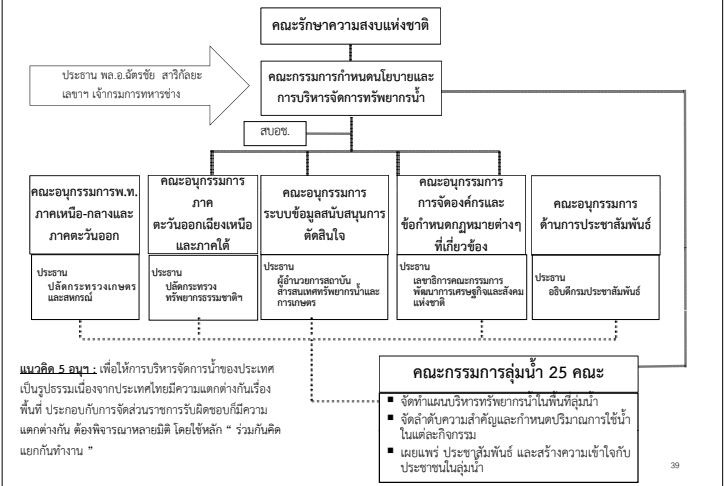 คณะรักษาความสงบแห่งชาติ
ประธาน พล.อ.ฉัตรชัย สาริกัลยะ
เลขาฯ เจ้ากรมการทหารช่าง
คณะกรรมการกำหนดนโยบายและ
การบริหารจัดการทรัพยากรน้ำ
สบอช.
คณะอนุกรรมการพ.ท.
ภาคเหนือ-กลางและ
ภาคตะวันออก
ประธาน
ปลัดกระทรวงเกษตร
และสหกรณ์
คณะอนุกรรมการ
ภาค
ตะวันออกเฉียงเหนือ
และภาคใต้
ประธาน
ปลัดกระทรวง
ทรัพยากรธรรมชาติฯ
คณะอนุกรรมการ
ระบบข้อมูลสนับสนุนการ
ตัดสินใจ
ประธาน
ผู้อำนวยการสถาบัน
สารสนเทศทรัพยากรน้ำและ
การเกษตร
คณะอนุกรรมการ
การจัดองค์กรและ
ข้อกำหนดกฎหมายต่างๆ
ที่เกี่ยวข้อง
ประธาน
เลขาธิการคณะกรรมการ
พัฒนาการเศรษฐกิจและสังคม
แห่งชาติ
คณะอนุกรรมการ
ด้านการประชาสัมพันธ์
ประธาน
อธิบดีกรมประชาสัมพันธ์
แนวคิด 5 อนุฯ : เพื่อให้การบริหารจัดการน้ำของประเทศ
เป็นรูปธรรมเนื่องจากประเทศไทยมีความแตกต่างกันเรื่อง
พื้นที่ ประกอบกับการจัดส่วนราชการรับผิดชอบก็มีความ
แตกต่างกัน ต้องพิจารณาหลายมิติ โดยใช้หลัก " ร่วมกันคิด
แยกกันทำงาน "
คณะกรรมการลุ่มน้ำ 25 คณะ
▪ จัดทำแผนบริหารทรัพยากรน้ำในพื้นที่ลุ่มน้ำ
▪ จัดลำดับความสำคัญและกำหนดปริมาณการใช้น้ำ
ในแต่ละกิจกรรม
▪ เผยแพร่ ประชาสัมพันธ์ และสร้างความเข้าใจกับ
ประชาชนในลุ่มน้ำ
39